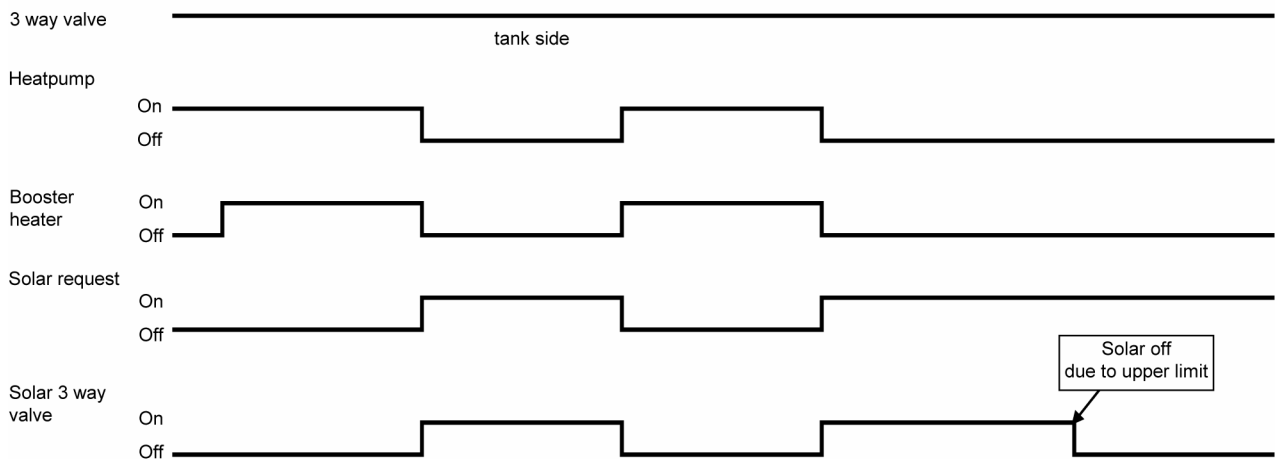 3 way valve
tank side
Heatpump
On
Off
Booster
heater
On
Off
Solar request
On
Off
Solar off
due to upper limit
Solar 3 way
valve
On
Off